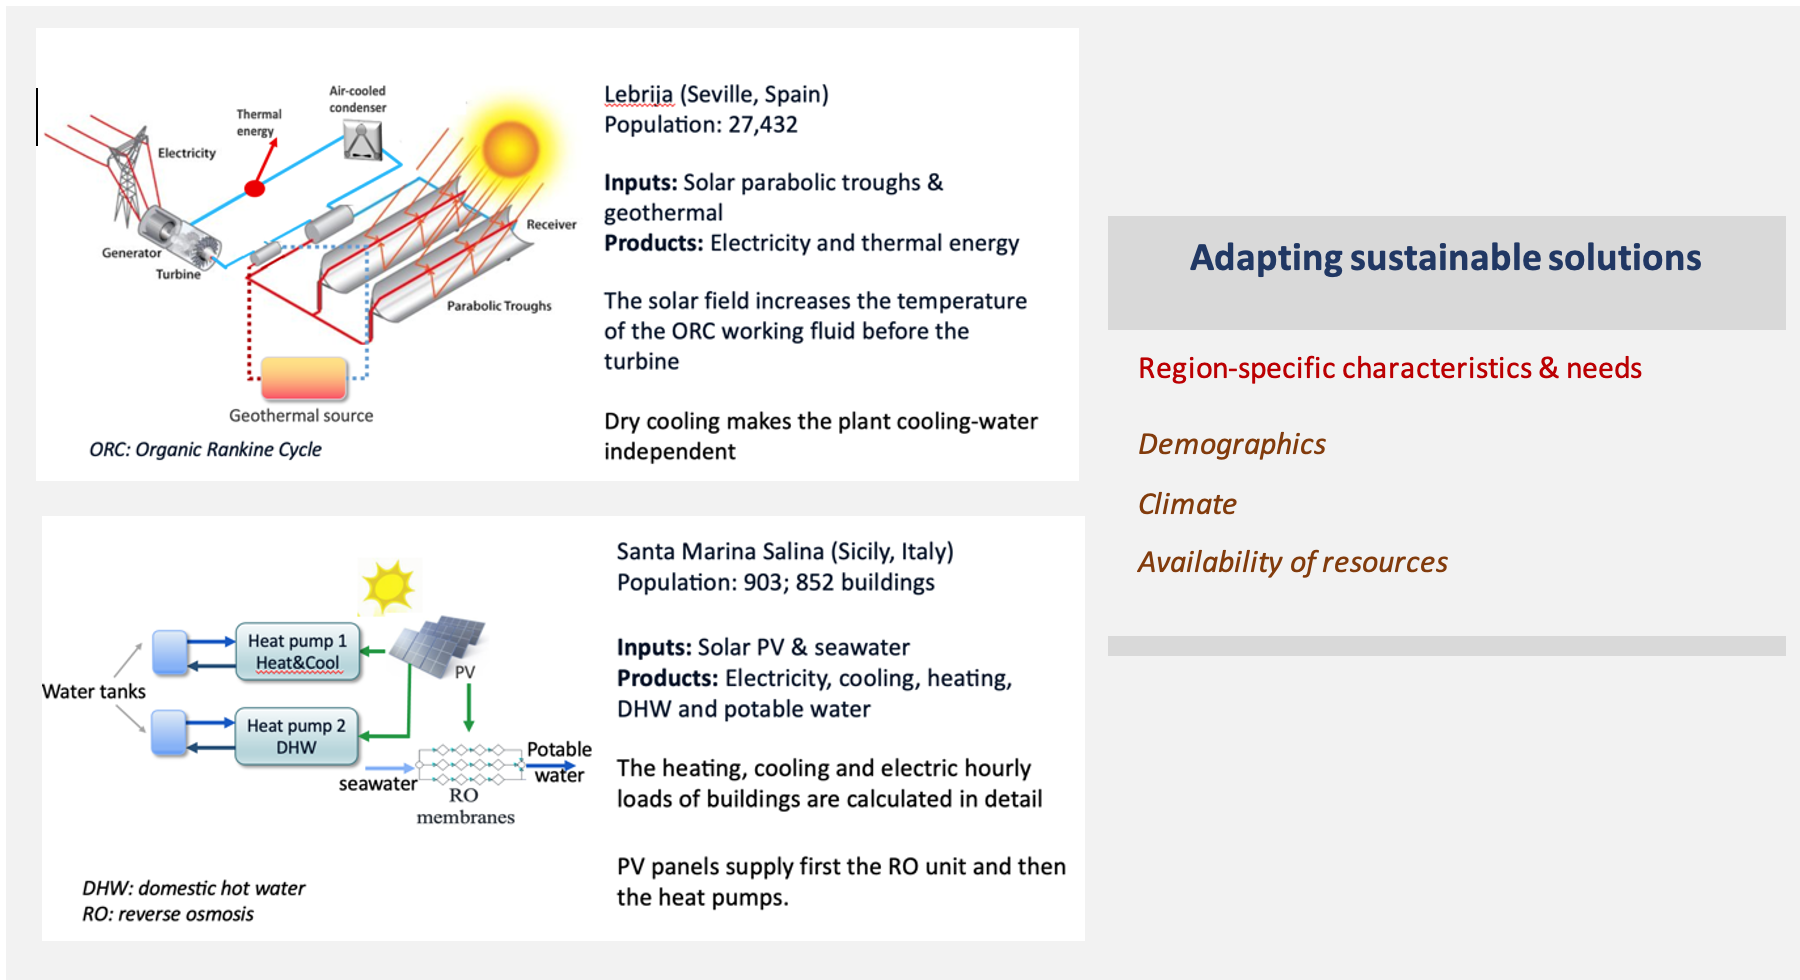 Air-cooled
condenser
Thermal
energy
Electricity
Generator
Turbine
Receiver
Parabolic Troughs
Geothermal source
ORC: Organic Rankine Cycle
Lebrija (Seville, Spain)
Population: 27,432
Inputs: Solar parabolic troughs &
geothermal
Products: Electricity and thermal energy
The solar field increases the temperature
of the ORC working fluid before the
turbine
Dry cooling makes the plant cooling-water
independent
Adapting sustainable solutions
Region-specific characteristics & needs
Demographics
Climate
Availability of resources
Water tanks
Heat pump 1
Heat&Cool
Heat pump 2
DHW
PV
seawater
RO
membranes
Potable
water
DHW: domestic hot water
RO: reverse osmosis
Santa Marina Salina (Sicily, Italy)
Population: 903; 852 buildings
Inputs: Solar PV & seawater
Products: Electricity, cooling, heating,
DHW and potable water
The heating, cooling and electric hourly
loads of buildings are calculated in detail
PV panels supply first the RO unit and then
the heat pumps.